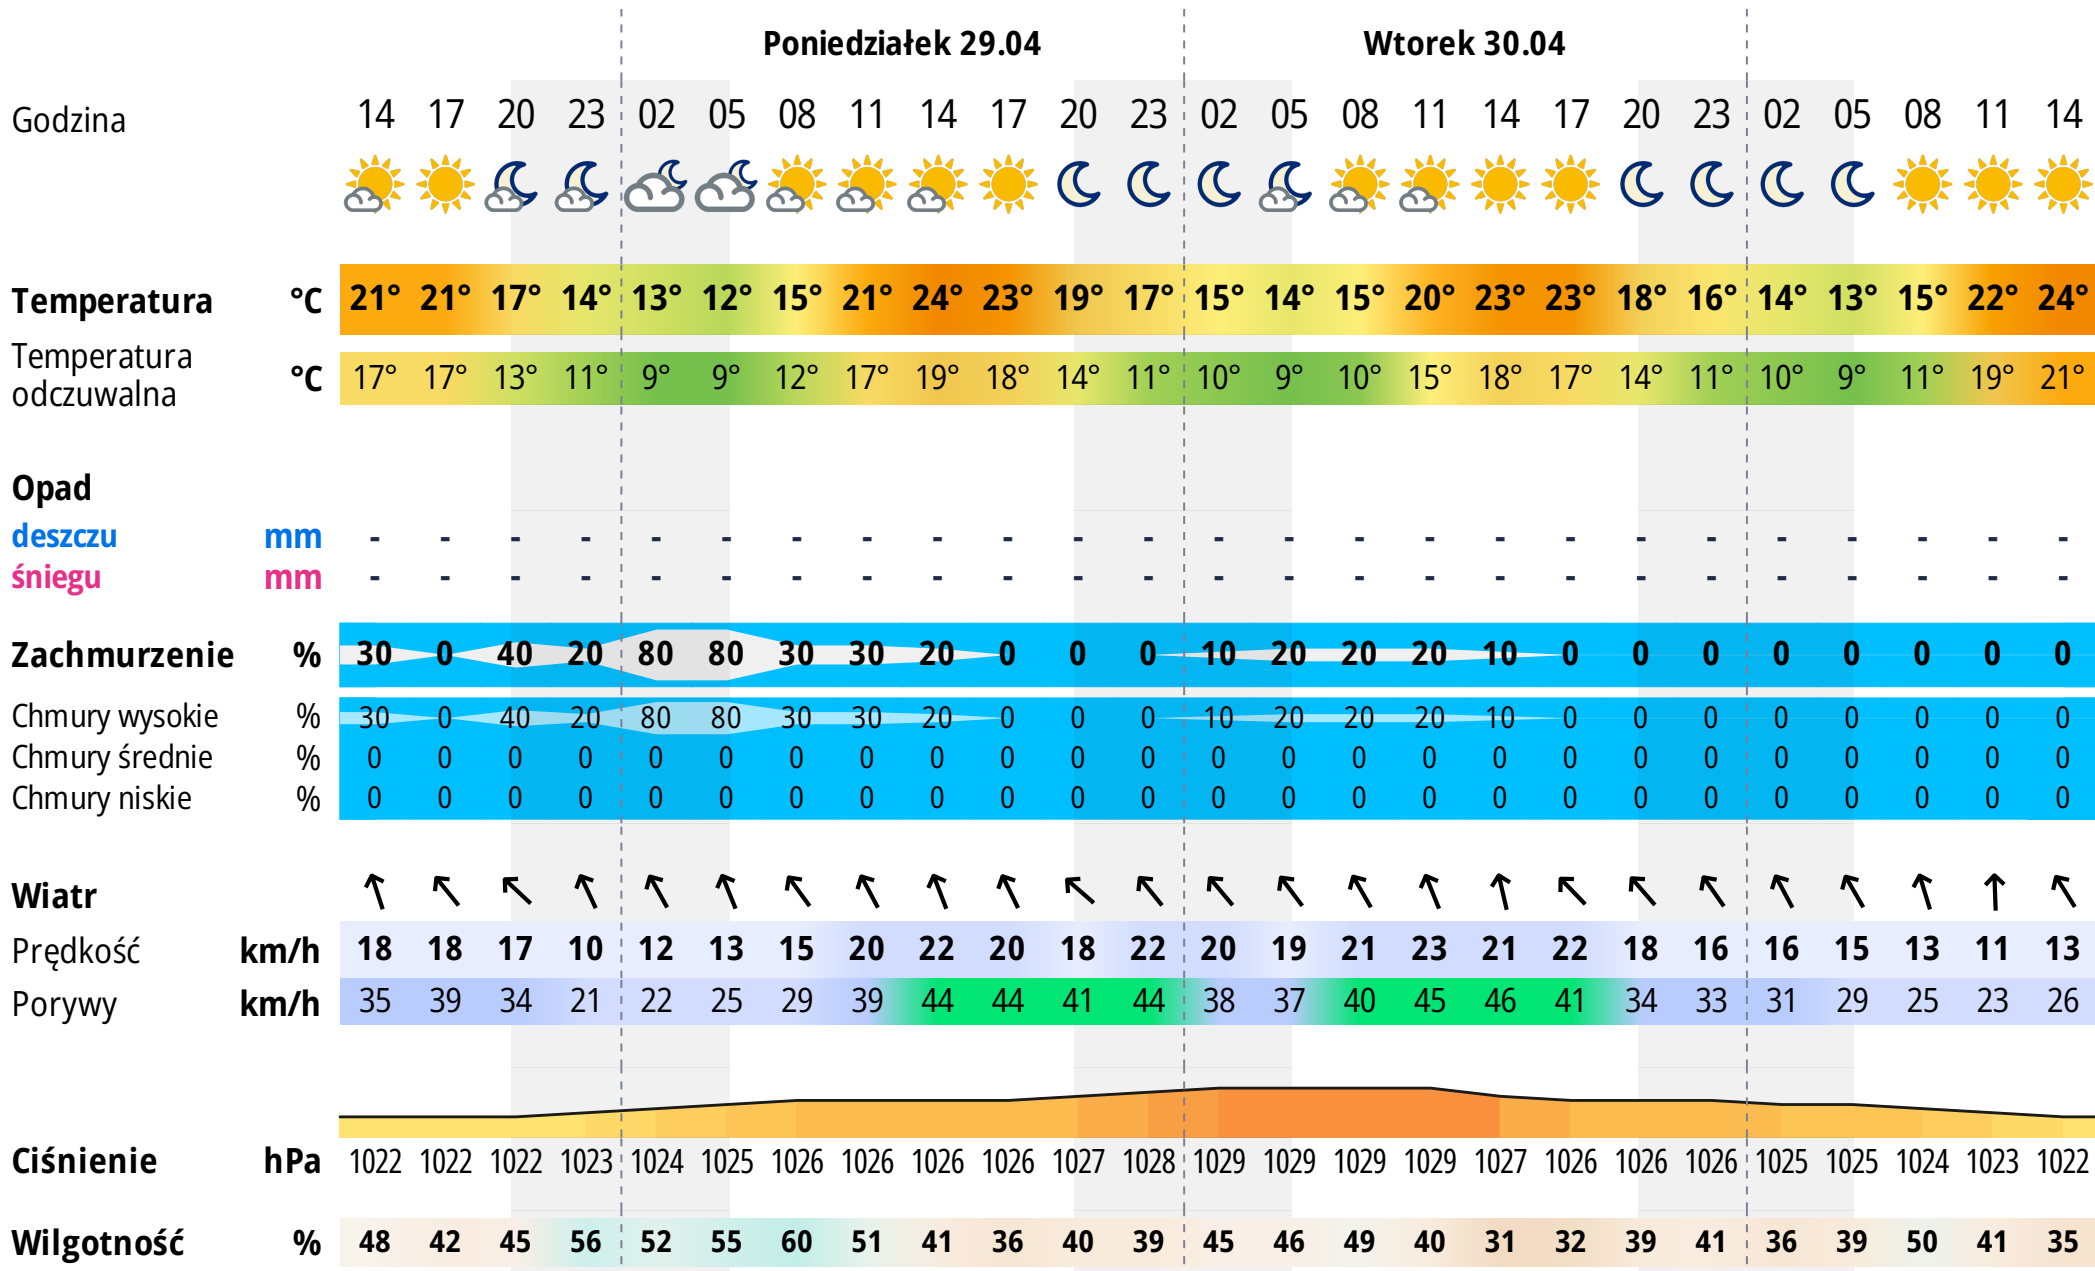 Poniedziałek 29.04 Wtorek 30.04
Godzina 14 17 20 23 02 05 08 11 14 17 20 23 02 05 08 11 14 17 20 23 02 05 08 11 14
Temperatura °C 21° 21° 17° 14° 13° 12° 15° 21° 24° 23° 19° 17° 15° 14° 15° 20° 23° 23° 18° 16° 14° 13° 15° 22° 24°
Temperatura
odczuwalna °C 17° 17° 13° 11° 9° 9° 12° 17° 19° 18° 14° 11° 10° 9° 10° 15° 18° 17° 14° 11° 10° 9° 11° 19° 21°
Opad
deszczu mm - - - - - - - - - - - - - - - - - - - - - - - - -
śniegu mm - - - - - - - - - - - - - - - - - - - - - - - - -
Zachmurzenie % 30 0 40 20 80 80 30 30 20 0 0 0 10 20 20 20 10 0 0 0 0 0 0 0 0
Chmury wysokie % 30 0 40 20 80 80 30 30 20 0 0 0 10 20 20 20 10 0 0 0 0 0 0 0 0
Chmury średnie % 0 0 0 0 0 0 0 0 0 0 0 0 0 0 0 0 0 0 0 0 0 0 0 0 0
Chmury niskie % 0 0 0 0 0 0 0 0 0 0 0 0 0 0 0 0 0 0 0 0 0 0 0 0 0
Wiatr
Prędkość km/h 18 18 17 10 12 13 15 20 22 20 18 22 20 19 21 23 21 22 18 16 16 15 13 11 13
Porywy km/h 35 39 34 21 22 25 29 39 44 44 41 44 38 37 40 45 46 41 34 33 31 29 25 23 26
Ciśnienie hPa 1022 1022 1022 1023 1024 1025 1026 1026 1026 1026 1027 1028 1029 1029 1029 1029 1027 1026 1026 1026 1025 1025 1024 1023 1022
Wilgotność % 48 42 45 56 52 55 60 51 41 36 40 39 45 46 49 40 31 32 39 41 36 39 50 41 35